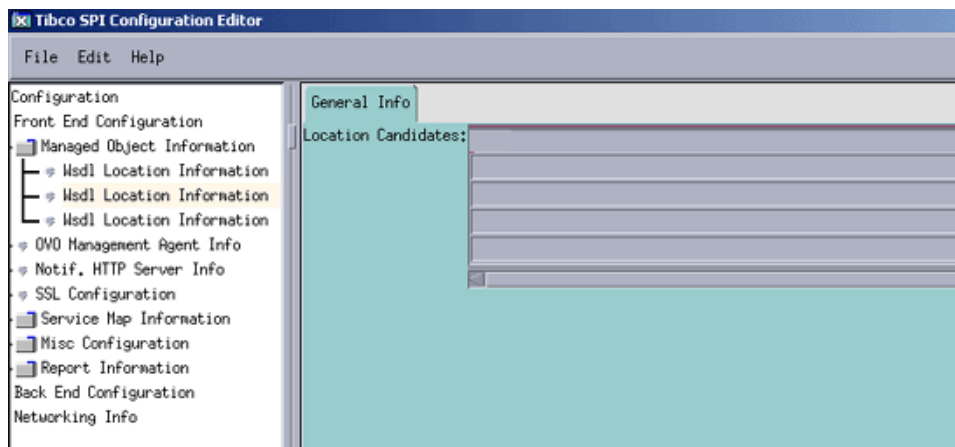 Tibco SPI Configuration Editor
File Edit Help
Configuration
Front End Configuration
Managed Object Information
Wsdl Location Information
Wsdl Location Information
Wsdl Location Information
OVO Management Agent Info
Notif. HTTP Server Info
SSL Configuration
Service Map Information
Misc Configuration
Report Information
Back End Configuration
Networking Info
General Info
Location Candidates: